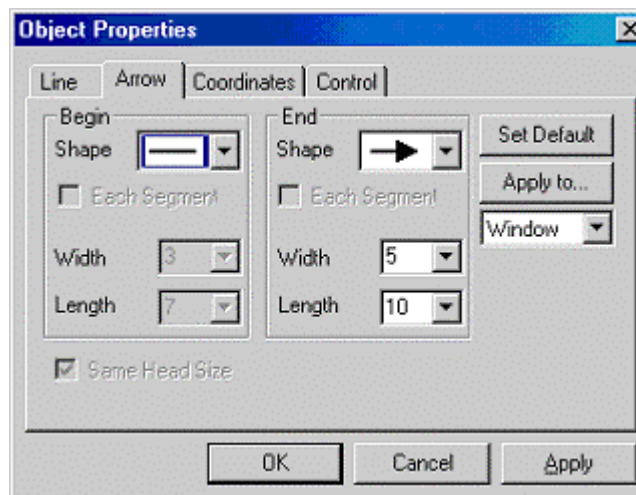 Object Properties
Line Arrow Coordinates Control
Begin
Shape
Each Segment
Width 3
Length 7
End
Shape
Each Segment
Width 5
Length 10
Same Head Size
Set Default
Apply to...
Window
OK Cancel Apply